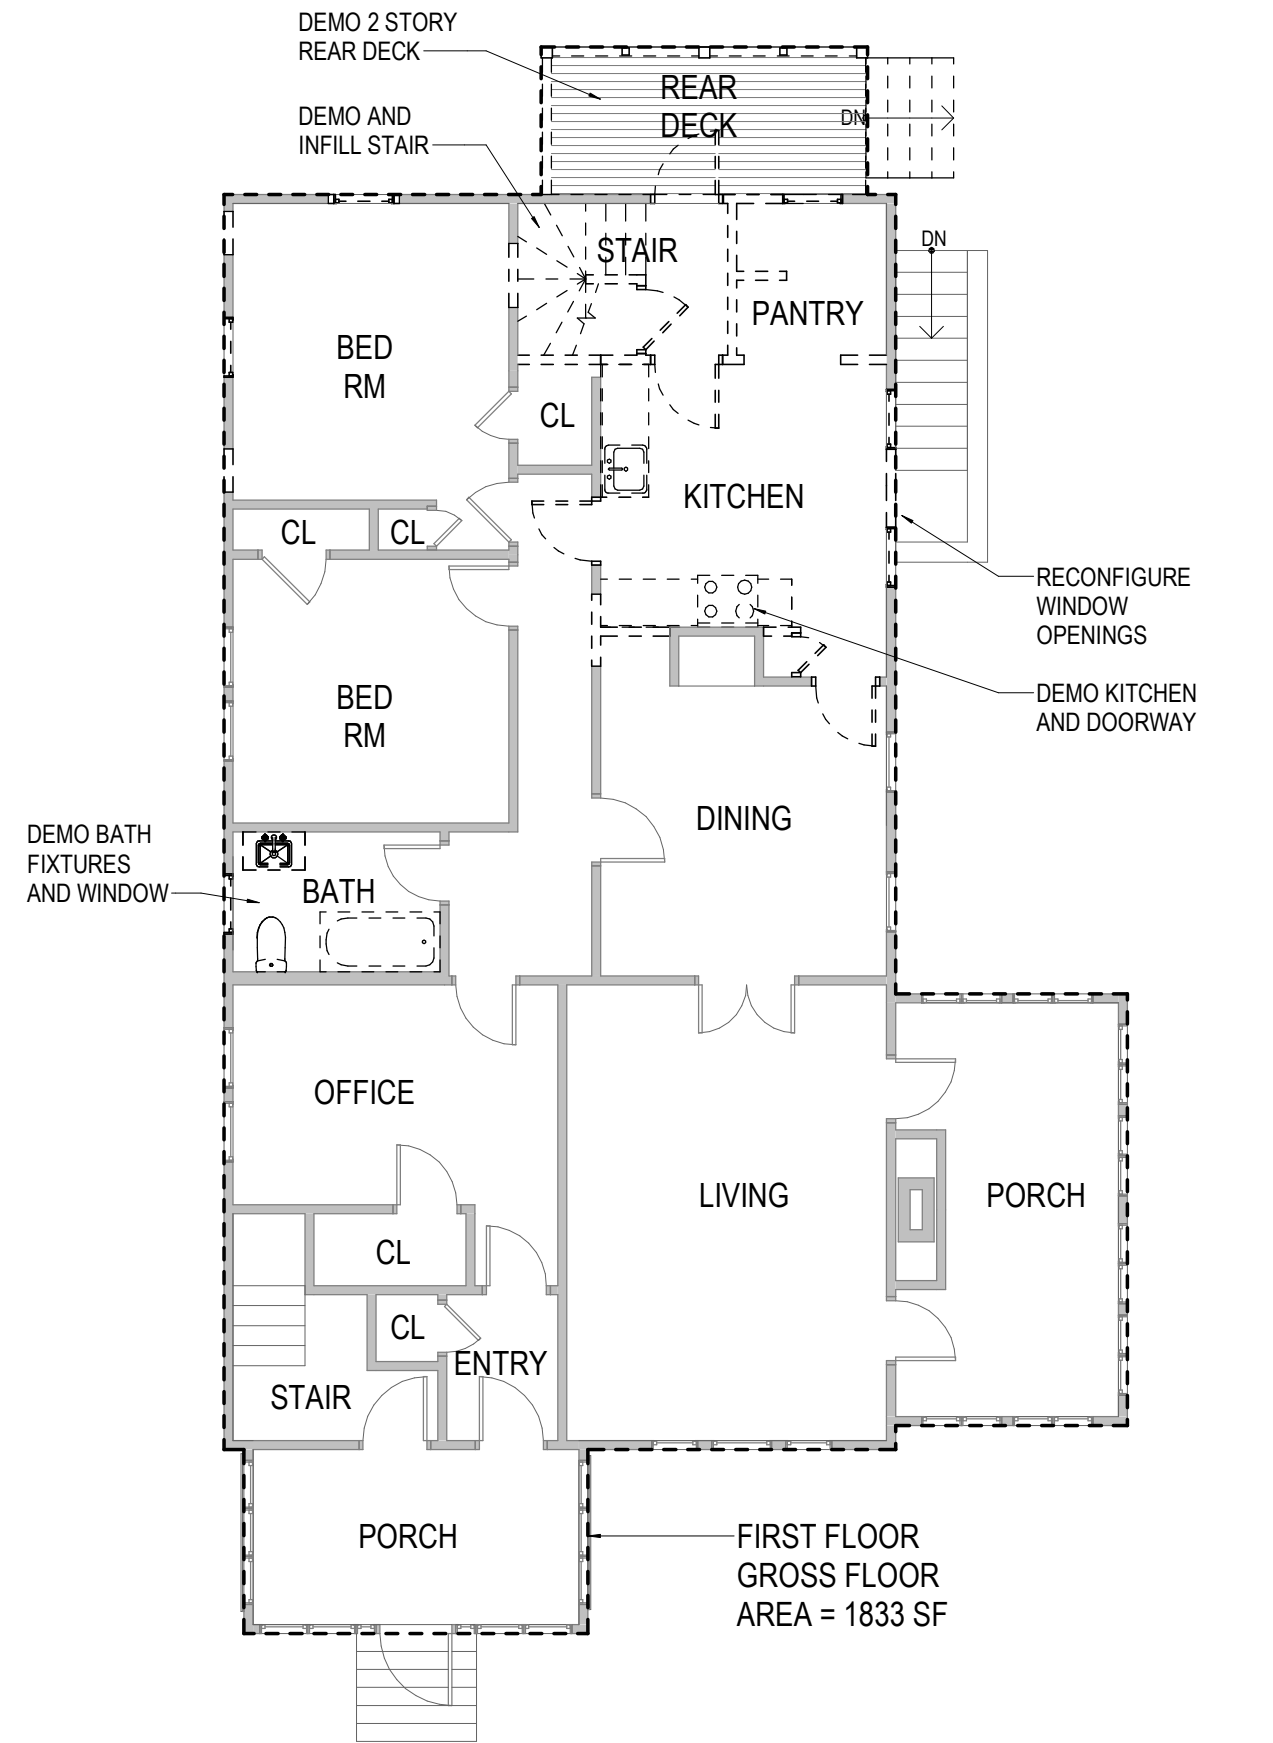 DEMO 2 STORY
REAR DECK
REAR
DECK
DN
DEMO AND
INFILL STAIR
STAIR
DN
PANTRY
BED
RM
CL
KITCHEN
CL
CL
RECONFIGURE
WINDOW
OPENINGS
BED
RM
DEMO KITCHEN
AND DOORWAY
DINING
DEMO BATH
FIXTURES
AND WINDOW
BATH
OFFICE
LIVING
PORCH
CL
CL
ENTRY
STAIR
PORCH
FIRST FLOOR
GROSS FLOOR
AREA = 1833 SF